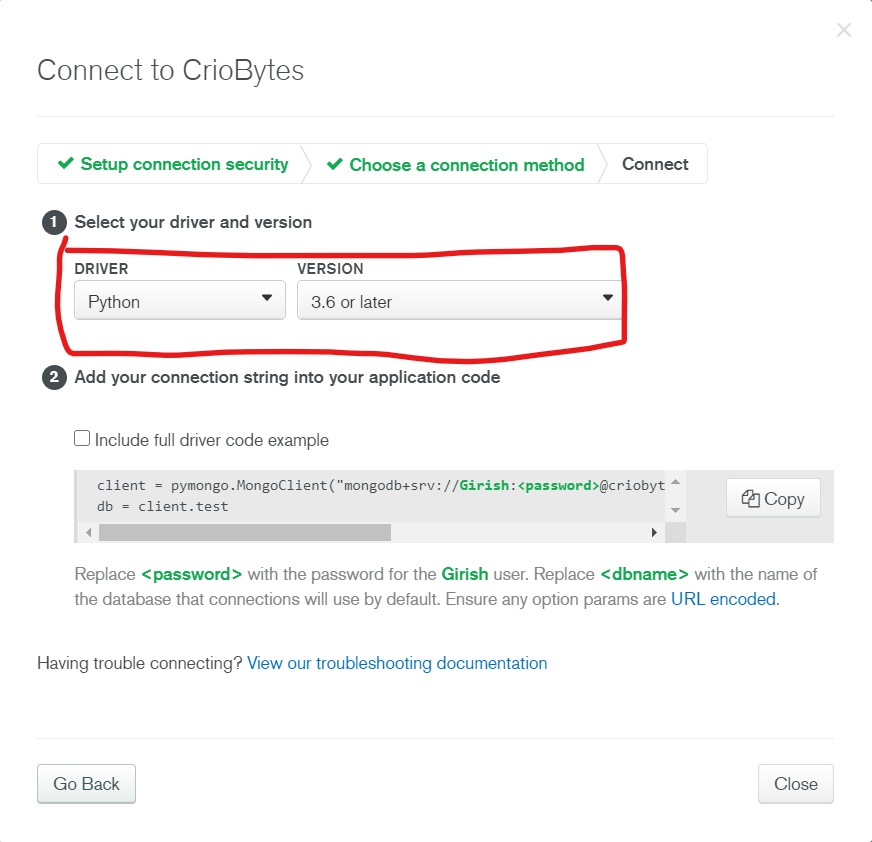 Connect to CrioBytes
Setup connection security
Choose a connection method
Connect
1 Select your driver and version
DRIVER
VERSION
Python
3.6 or later
2 Add your connection string into your application code
Include full driver code example
client = pymongo.MongoClient("mongodb+srv://Girish:<password>@criobyt
db = client.test
Copy
Replace <password> with the password for the Girish user. Replace <dbname> with the name of
the database that connections will use by default. Ensure any option params are URL encoded.
Having trouble connecting? View our troubleshooting documentation
Go Back
Close